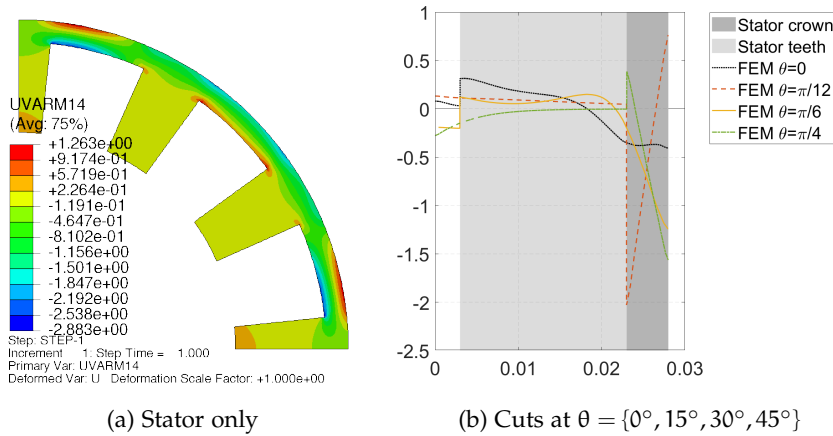 UVARM14
(Avg: 75%)
+1.263e+00
+9.174e-01
+5.719e-01
+2.264e-01
-1.191e-01
-4.647e-01
-8.102e-01
-1.156e+00
-1.501e+00
-1.847e+00
-2.192e+00
-2.538e+00
-2.883e+00
Step: STEP-1
Increment 1: Step Time = 1.000
Primary Var: UVARM14
Deformed Var: U Deformation Scale Factor: +1.000e+00
(a) Stator only
1
0.5
0
-0.5
-1
-1.5
-2
-2.5
0 0.01 0.02 0.03
Stator crown
Stator teeth
FEM θ=0
FEM θ=π/12
FEM θ=π/6
FEM θ=π/4
(b) Cuts at θ = {0°, 15°, 30°, 45°}